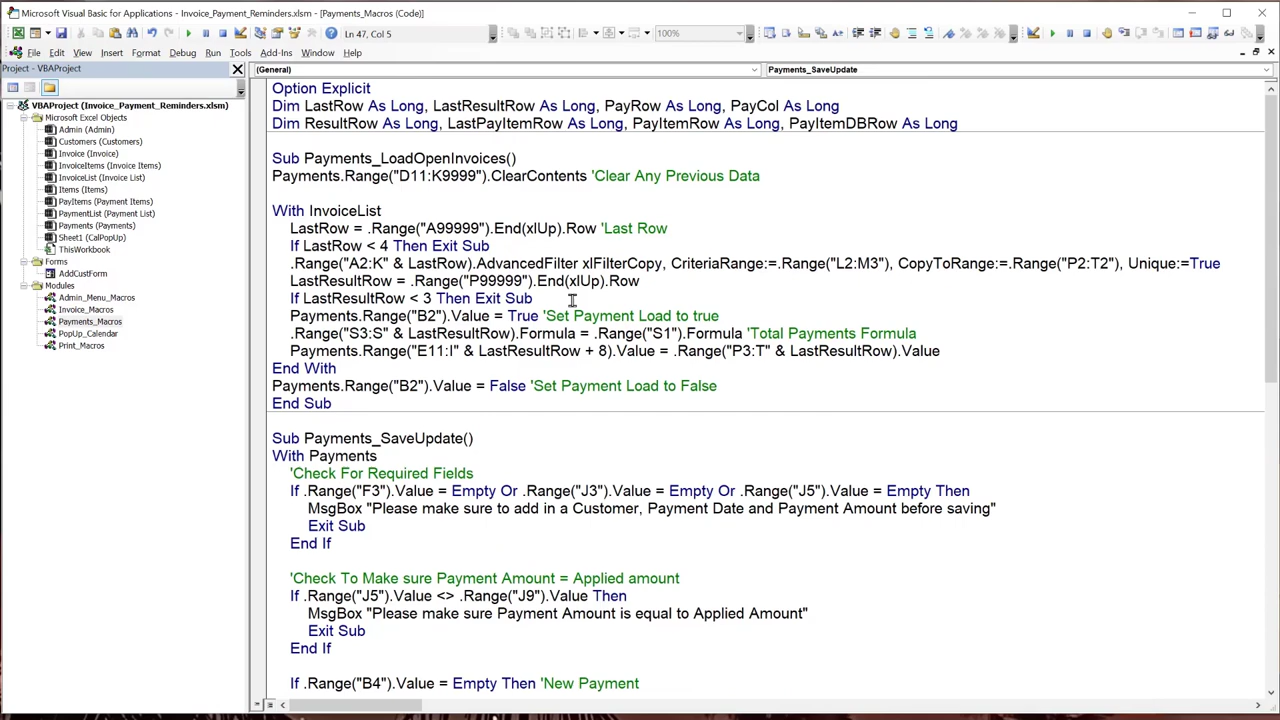 Microsoft Visual Basic for Applications - Invoice_Payment_Reminders.xlsm - [Payments_Macros (Code)]
Ln 47, Col 5
100%
File Edit View Insert Format Debug Run Tools Add-Ins Window Help
Project - VBAProject
(General)
Payments_SaveUpdate
VBAProject (Invoice_Payment_Reminders.xlsm)
Microsoft Excel Objects
Admin (Admin)
Customers (Customers)
Invoice (Invoice)
InvoiceItems (Invoice Items)
InvoiceList (Invoice List)
Items (Items)
PayItems (Payment Items)
PaymentList (Payment List)
Payments (Payments)
Sheet1 (CalPopUp)
ThisWorkbook
Forms
AddCustForm
Modules
Admin_Menu_Macros
Invoice_Macros
Payments_Macros
PopUp_Calendar
Print_Macros
Option Explicit
Dim LastRow As Long, LastResultRow As Long, PayRow As Long, PayCol As Long
Dim ResultRow As Long, LastPayItemRow As Long, PayItemRow As Long, PayItemDBRow As Long
Sub Payments_LoadOpenInvoices()
Payments.Range("D11:K9999").ClearContents 'Clear Any Previous Data
With InvoiceList
LastRow = .Range("A99999").End(xlUp).Row 'Last Row
If LastRow < 4 Then Exit Sub
.Range("A2:K" & LastRow).AdvancedFilter xlFilterCopy, CriteriaRange:=.Range("L2:M3"), CopyToRange:=.Range("P2:T2"), Unique:=True
LastResultRow = .Range("P99999").End(xlUp).Row
If LastResultRow < 3 Then Exit Sub
Payments.Range("B2").Value = True 'Set Payment Load to true
.Range("S3:S" & LastResultRow).Formula = .Range("S1").Formula 'Total Payments Formula
Payments.Range("E11:I" & LastResultRow + 8).Value = .Range("P3:T" & LastResultRow).Value
End With
Payments.Range("B2").Value = False 'Set Payment Load to False
End Sub
Sub Payments_SaveUpdate()
With Payments
'Check For Required Fields
If .Range("F3").Value = Empty Or .Range("J3").Value = Empty Or .Range("J5").Value = Empty Then
MsgBox "Please make sure to add in a Customer, Payment Date and Payment Amount before saving"
Exit Sub
End If
'Check To Make sure Payment Amount = Applied amount
If .Range("J5").Value <> .Range("J9").Value Then
MsgBox "Please make sure Payment Amount is equal to Applied Amount"
Exit Sub
End If
If .Range("B4").Value = Empty Then 'New Payment